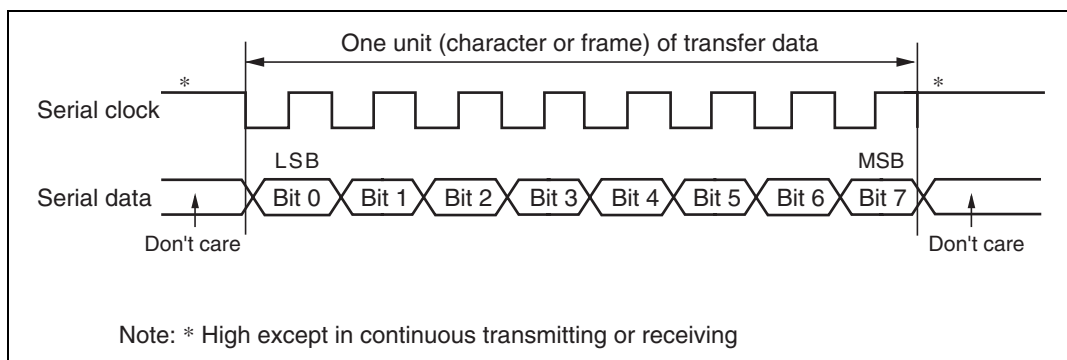 One unit (character or frame) of transfer data
* *
Serial clock
LSB MSB
Serial data Bit 0 Bit 1 Bit 2 Bit 3 Bit 4 Bit 5 Bit 6 Bit 7
Don't care Don't care
Note: * High except in continuous transmitting or receiving